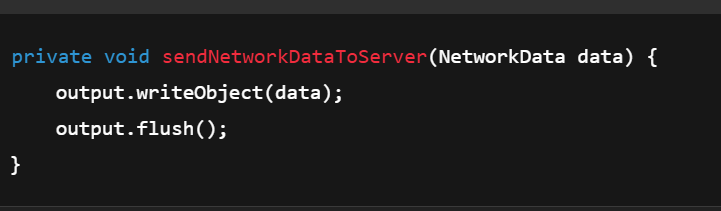 private void sendNetworkDataToServer(NetworkData data) {
    output.writeObject(data);
    output.flush();
}